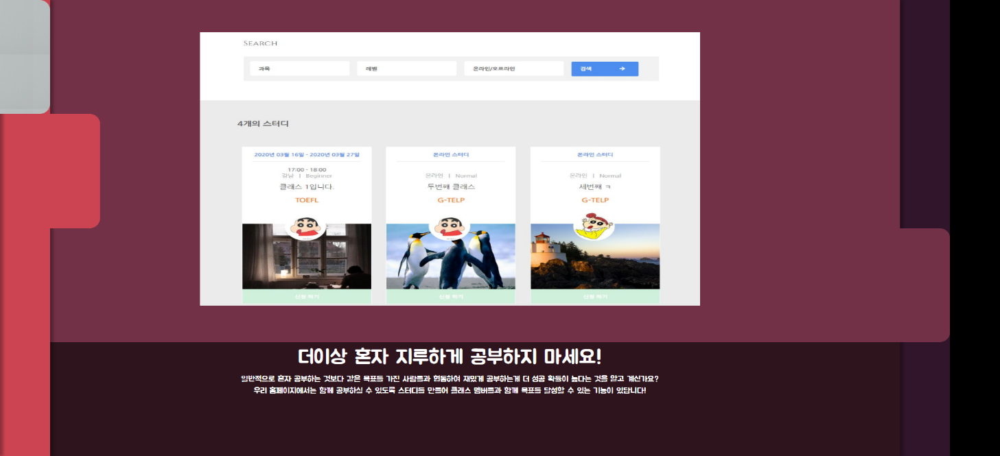 SEARCH
과목 레벨 온라인/오프라인 검색
4개의 스터디
2020년 03월 16일 - 2020년 03월 27일 온라인 스터디 온라인 스터디
17:00 - 18:00
강남 | Beginner 온라인 | Normal 온라인 | Normal
클래스 1입니다. 두번째 클래스 세번째 ㅋ
TOEFL G-TELP G-TELP
신청 하기 신청 하기 신청 하기
더이상 혼자 지루하게 공부하지 마세요!
일반적으로 혼자 공부하는 것보다 같은 목표를 가진 사람들과 협동하여 재밌게 공부하는게 더 성공 확률이 높다는 것을 알고 계신가요?
우리 홈페이지에서는 함께 공부하실 수 있도록 스터디를 만들어 클래스 멤버들과 함께 목표를 달성할 수 있는 기능이 있답니다!